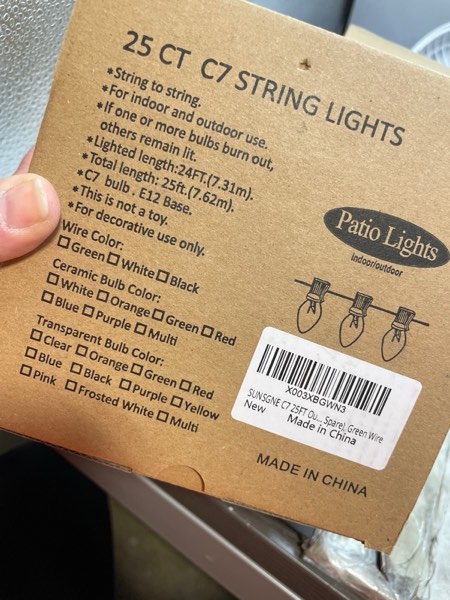 25 CT C7 STRING LIGHTS
*String to string.
*For indoor and outdoor use.
*If one or more bulbs burn out,
others remain lit.
*Lighted length:24FT.(7.31m).
*Total length: 25ft.(7.62m).
*C7 bulb . E12 Base.
*This is not a toy.
*For decorative use only.
Wire Color:
☐Green☐White☐Black
Ceramic Bulb Color:
☐White☐Orange☐Green☐Red
☐Blue☐Purple☐Multi
Transparent Bulb Color:
☐Clear☐Orange☐Green☐Red
☐Blue ☐Black ☐Purple☐Yellow
☐Pink ☐Frosted White☐Multi
Patio Lights
indoor/outdoor
X003XBGWN3
SUNSGNE C7 25FT Ou... Spare), Green Wire
New
Made in China
MADE IN CHINA